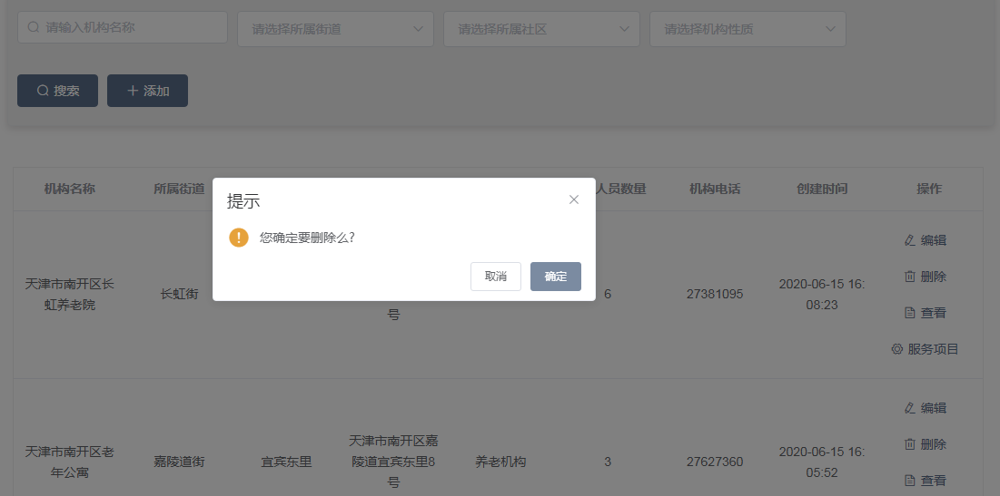 请输入机构名称 请选择所属街道 请选择所属社区 请选择机构性质
搜索 添加
机构名称 所属街道 人员数量 机构电话 创建时间 操作
提示
您确定要删除么?
取消 确定
天津市南开区长
虹养老院
长虹街
号
6
27381095
2020-06-15 16:
08:23
编辑
删除
查看
服务项目
天津市南开区老
年公寓
嘉陵道街
宜宾东里
天津市南开区嘉
陵道宜宾东里8
号
养老机构
3
27627360
2020-06-15 16:
05:52
编辑
删除
查看